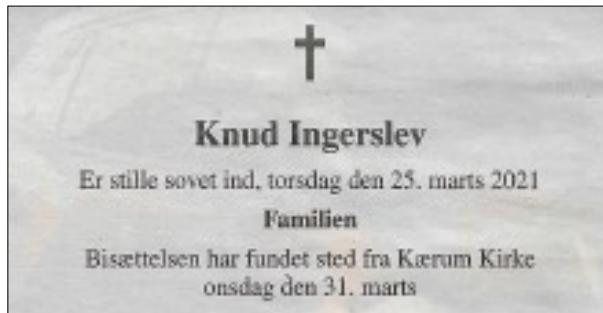 Knud Ingerslev
Er stille sovet ind, torsdag den 25. marts 2021
Familien
Bisættelsen har fundet sted fra Kærum Kirke
onsdag den 31. marts